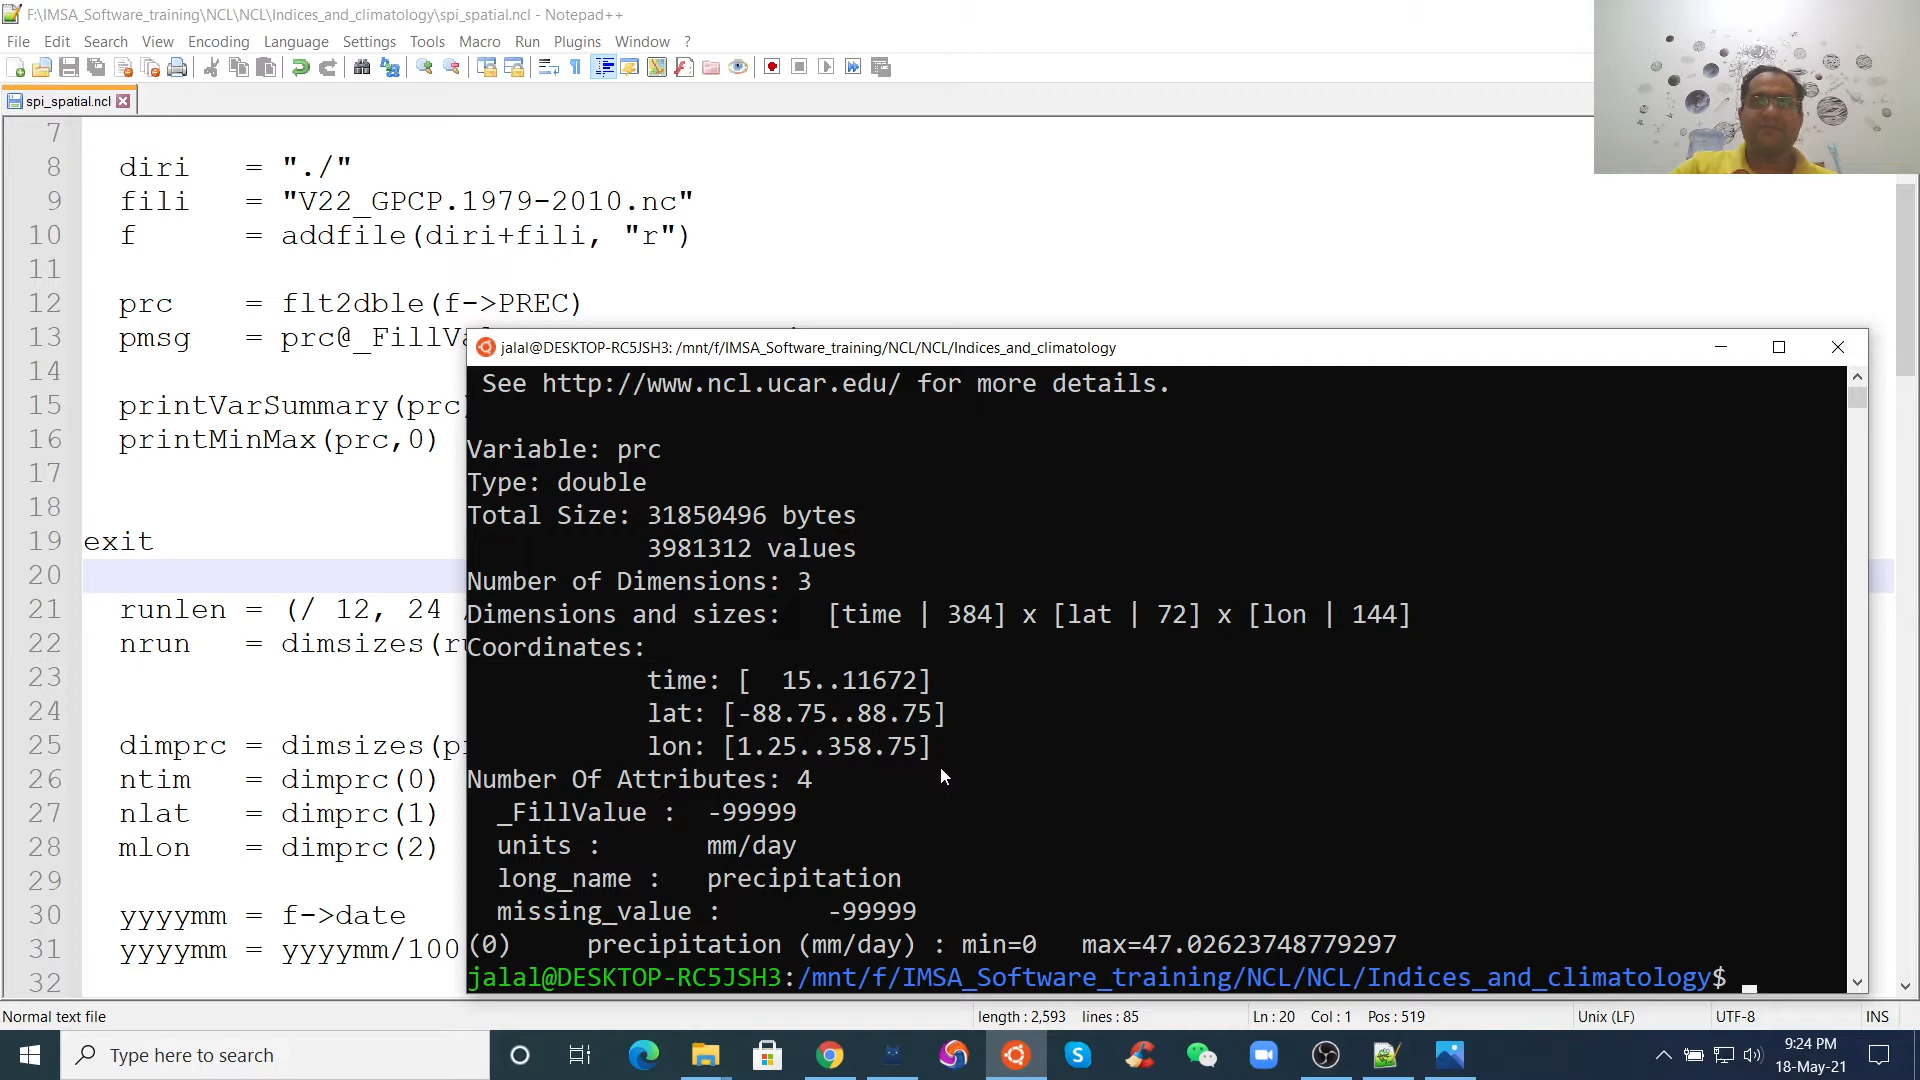 F:\IMSA_Software_training\NCL\NCL\Indices_and_climatology\spi_spatial.ncl - Notepad++
File Edit Search View Encoding Language Settings Tools Macro Run Plugins Window ?
spi_spatial.ncl
7
8 diri = "./"
9 fili = "V22_GPCP.1979-2010.nc"
10 f = addfile(diri+fili, "r")
11
12 prc = flt2dble(f->PREC)
13 pmsg = prc@_FillVa
14
15 printVarSummary(prc)
16 printMinMax(prc,0)
17
18
19 exit
20
21 runlen = (/ 12, 24
22 nrun = dimsizes(ru
23
24
25 dimprc = dimsizes(pr
26 ntim = dimprc(0)
27 nlat = dimprc(1)
28 mlon = dimprc(2)
29
30 yyyymm = f->date
31 yyyymm = yyyymm/100
32
jalal@DESKTOP-RC5JSH3: /mnt/f/IMSA_Software_training/NCL/NCL/Indices_and_climatology
See http://www.ncl.ucar.edu/ for more details.
Variable: prc
Type: double
Total Size: 31850496 bytes
3981312 values
Number of Dimensions: 3
Dimensions and sizes: [time | 384] x [lat | 72] x [lon | 144]
Coordinates:
time: [ 15..11672]
lat: [-88.75..88.75]
lon: [1.25..358.75]
Number Of Attributes: 4
_FillValue : -99999
units : mm/day
long_name : precipitation
missing_value : -99999
(0) precipitation (mm/day) : min=0 max=47.02623748779297
jalal@DESKTOP-RC5JSH3:/mnt/f/IMSA_Software_training/NCL/NCL/Indices_and_climatology$
Normal text file length : 2,593 lines : 85 Ln : 20 Col : 1 Pos : 519 Unix (LF) UTF-8 INS
Type here to search
9:24 PM
18-May-21